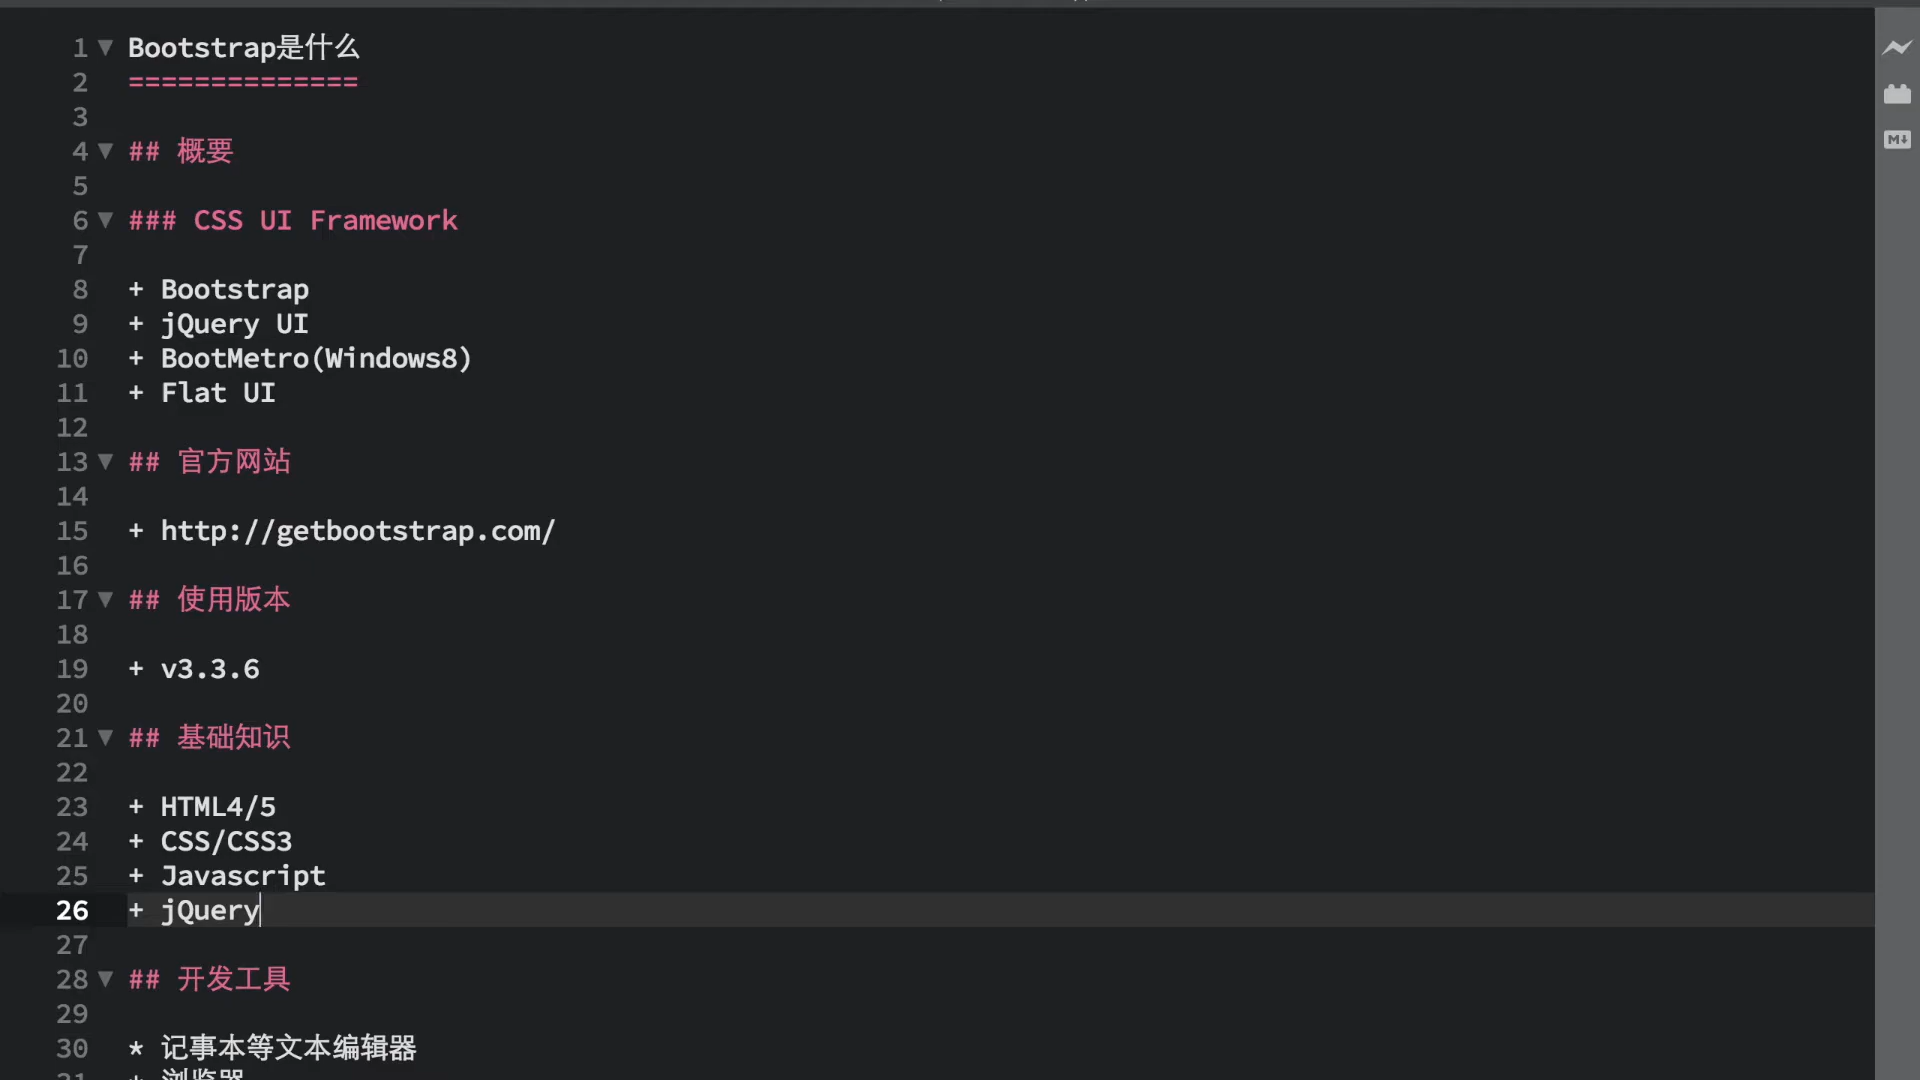 1 Bootstrap是什么
2 ==============
3
4 ## 概要
5
6 ### CSS UI Framework
7
8 + Bootstrap
9 + jQuery UI
10 + BootMetro(Windows8)
11 + Flat UI
12
13 ## 官方网站
14
15 + http://getbootstrap.com/
16
17 ## 使用版本
18
19 + v3.3.6
20
21 ## 基础知识
22
23 + HTML4/5
24 + CSS/CSS3
25 + Javascript
26 + jQuery
27
28 ## 开发工具
29
30 * 记事本等文本编辑器
31 * 浏览器
M↓